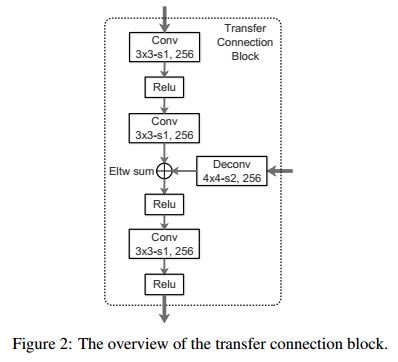 Transfer
Connection
Block
Conv
3x3-s1, 256
Relu
Conv
3x3-s1, 256
Eltw sum
Deconv
4x4-s2, 256
Relu
Conv
3x3-s1, 256
Relu
Figure 2: The overview of the transfer connection block.